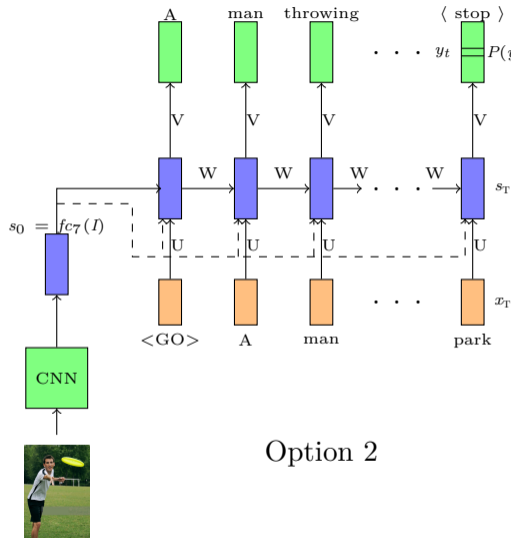 A man throwing ⟨ stop ⟩
· · · y_t P(y
V V V V
W W W W
· · · s_T
s_0 = fc_7(I)
U U U U
· · · x_T
<GO> A man park
CNN
Option 2